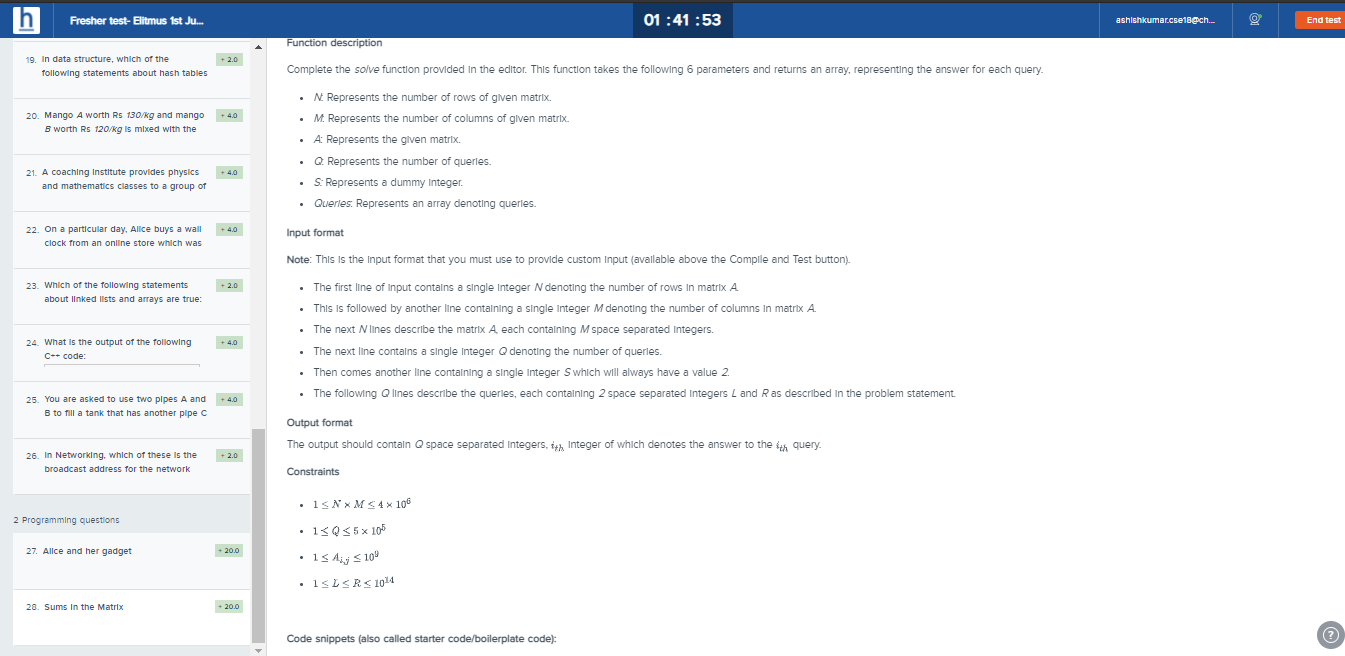 h
Fresher test- Elitmus 1st Ju...
01 : 41 : 53
ashishkumar.cse18@ch...
End test
19. In data structure, which of the
following statements about hash tables
+ 2.0
20. Mango A worth Rs 130/kg and mango
B worth Rs 120/kg is mixed with the
+ 4.0
21. A coaching institute provides physics
and mathematics classes to a group of
+ 4.0
22. On a particular day, Alice buys a wall
clock from an online store which was
+ 4.0
23. Which of the following statements
about linked lists and arrays are true:
+ 2.0
24. What is the output of the following
C++ code:
+ 4.0
25. You are asked to use two pipes A and
B to fill a tank that has another pipe C
+ 4.0
26. In Networking, which of these is the
broadcast address for the network
+ 2.0
2 Programming questions
27. Alice and her gadget
+ 20.0
28. Sums in the Matrix
+ 20.0
Function description
Complete the solve function provided in the editor. This function takes the following 6 parameters and returns an array, representing the answer for each query.
• N: Represents the number of rows of given matrix.
• M: Represents the number of columns of given matrix.
• A: Represents the given matrix.
• Q: Represents the number of queries.
• S: Represents a dummy integer.
• Queries: Represents an array denoting queries.
Input format
Note: This is the input format that you must use to provide custom input (available above the Compile and Test button).
• The first line of input contains a single integer N denoting the number of rows in matrix A.
• This is followed by another line containing a single integer M denoting the number of columns in matrix A.
• The next N lines describe the matrix A, each containing M space separated integers.
• The next line contains a single integer Q denoting the number of queries.
• Then comes another line containing a single integer S which will always have a value 2.
• The following Q lines describe the queries, each containing 2 space separated integers L and R as described in the problem statement.
Output format
The output should contain Q space separated integers, i_th integer of which denotes the answer to the i_th query.
Constraints
• 1 ≤ N × M ≤ 4 × 10^6
• 1 ≤ Q ≤ 5 × 10^5
• 1 ≤ A_i,j ≤ 10^9
• 1 ≤ L ≤ R ≤ 10^14
Code snippets (also called starter code/boilerplate code):
?